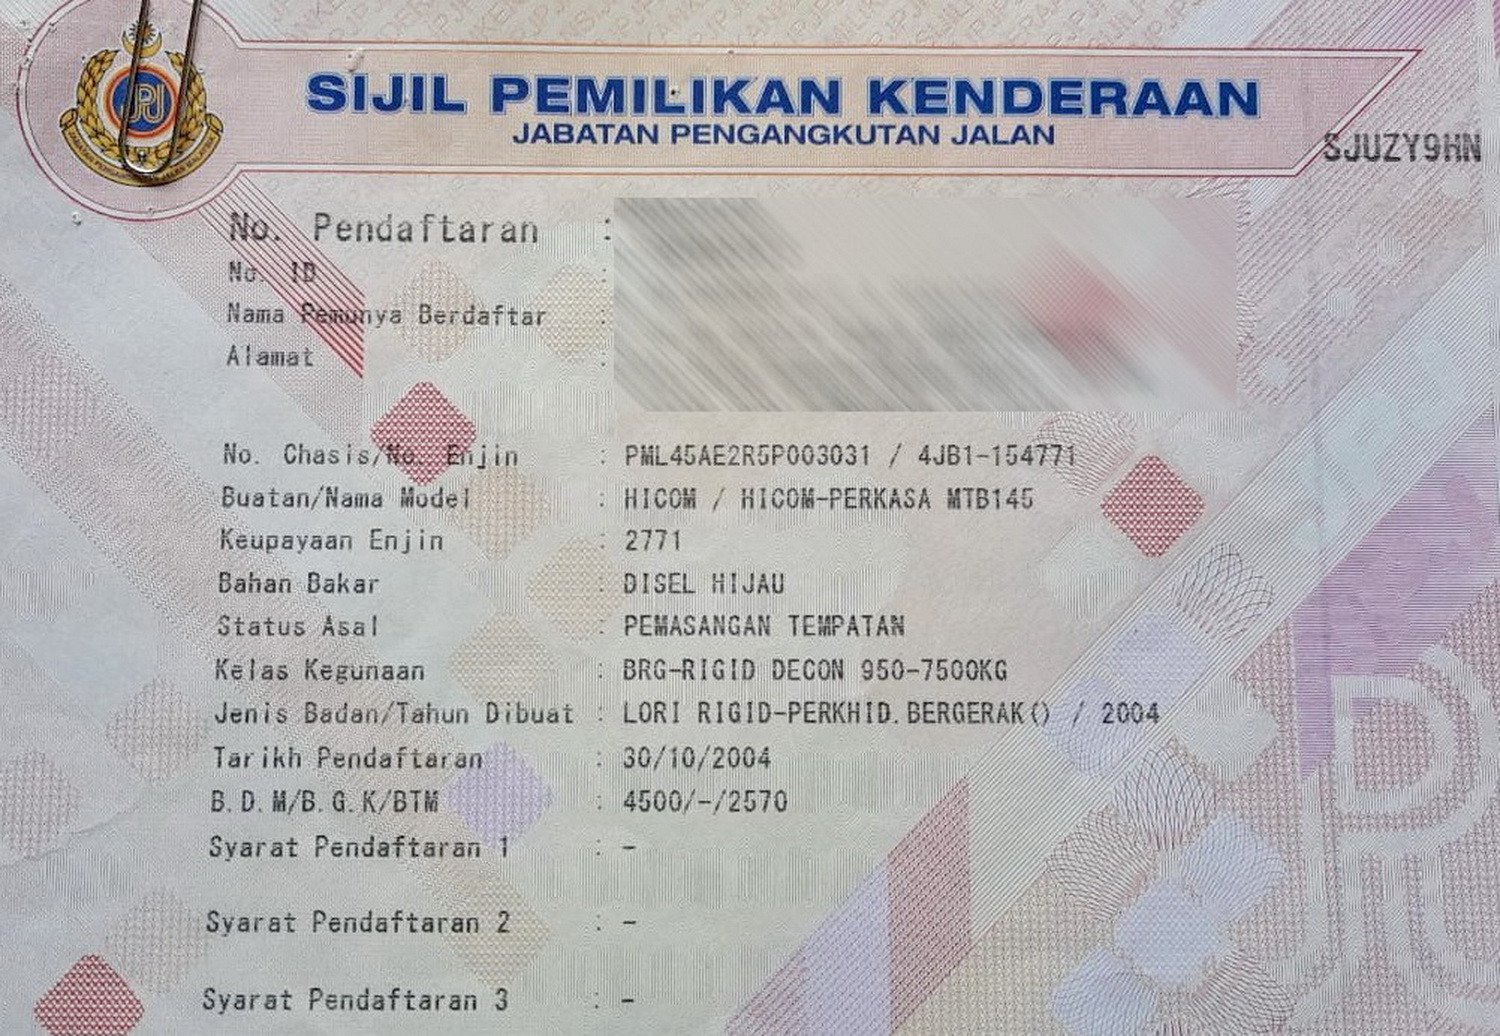 SIJIL PEMILIKAN KENDERAAN
JABATAN PENGANGKUTAN JALAN
SJUZY9HN
No. Pendaftaran :
No. ID :
Nama Pemunya Berdaftar :
Alamat :
No. Chasis/No. Enjin : PML45AE2R5P003031 / 4JB1-154771
Buatan/Nama Model : HICOM / HICOM-PERKASA MTB145
Keupayaan Enjin : 2771
Bahan Bakar : DISEL HIJAU
Status Asal : PEMASANGAN TEMPATAN
Kelas Kegunaan : BRG-RIGID DECON 950-7500KG
Jenis Badan/Tahun Dibuat : LORI RIGID-PERKHID.BERGERAK() / 2004
Tarikh Pendaftaran : 30/10/2004
B.D.M/B.G.K/BTM : 4500/-/2570
Syarat Pendaftaran 1 : -
Syarat Pendaftaran 2 : -
Syarat Pendaftaran 3 : -